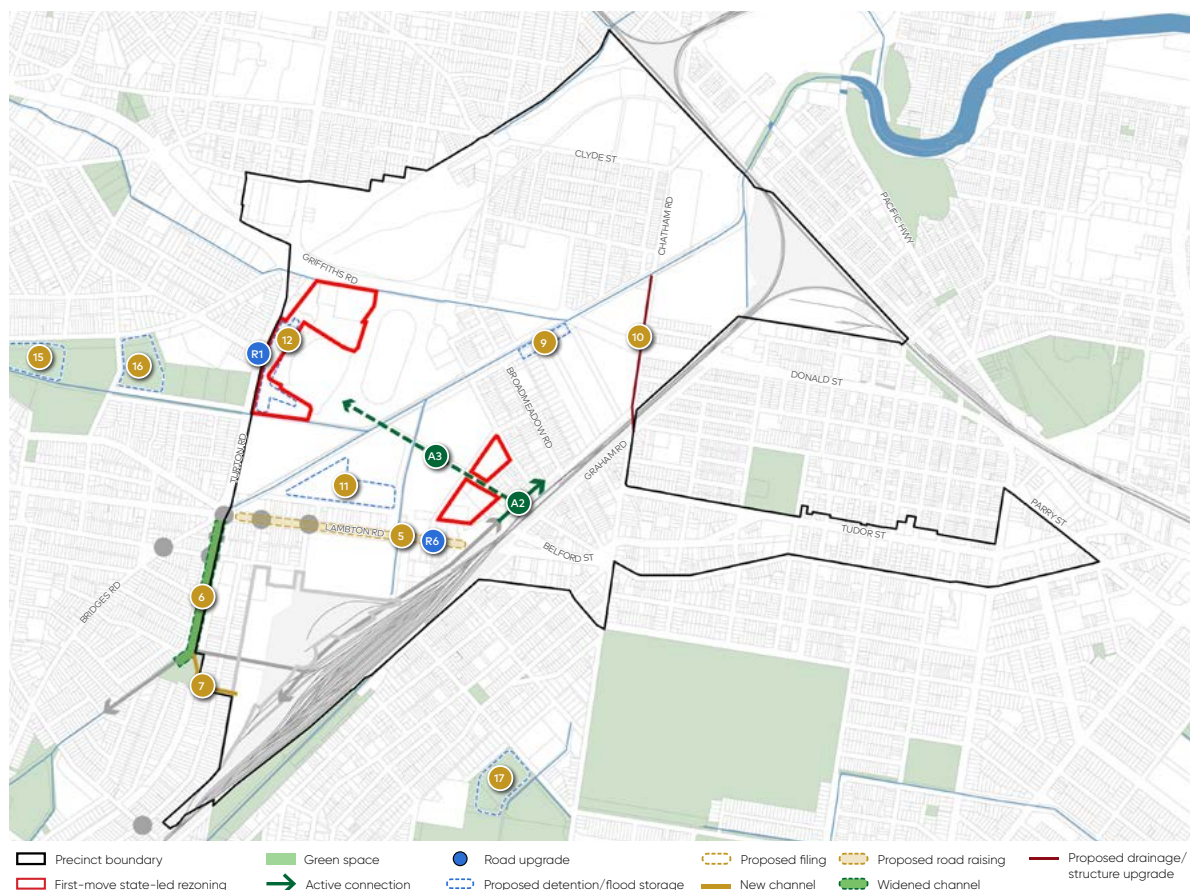 CLYDE ST
CHATHAM RD
PACIFIC HWY
GRIFFITHS RD
12
R1
10
9
15
16
DONALD ST
BROADMEADOW RD
TURTON RD
A3
GRAHAM RD
11
A2
PARRY ST
LAMBTON RD
5
R6
TUDOR ST
BELFORD ST
BRIDGES RD
6
7
17
Precinct boundary
Green space
Road upgrade
Proposed filing
Proposed road raising
Proposed drainage/
structure upgrade
First-move state-led rezoning
Active connection
Proposed detention/flood storage
New channel
Widened channel